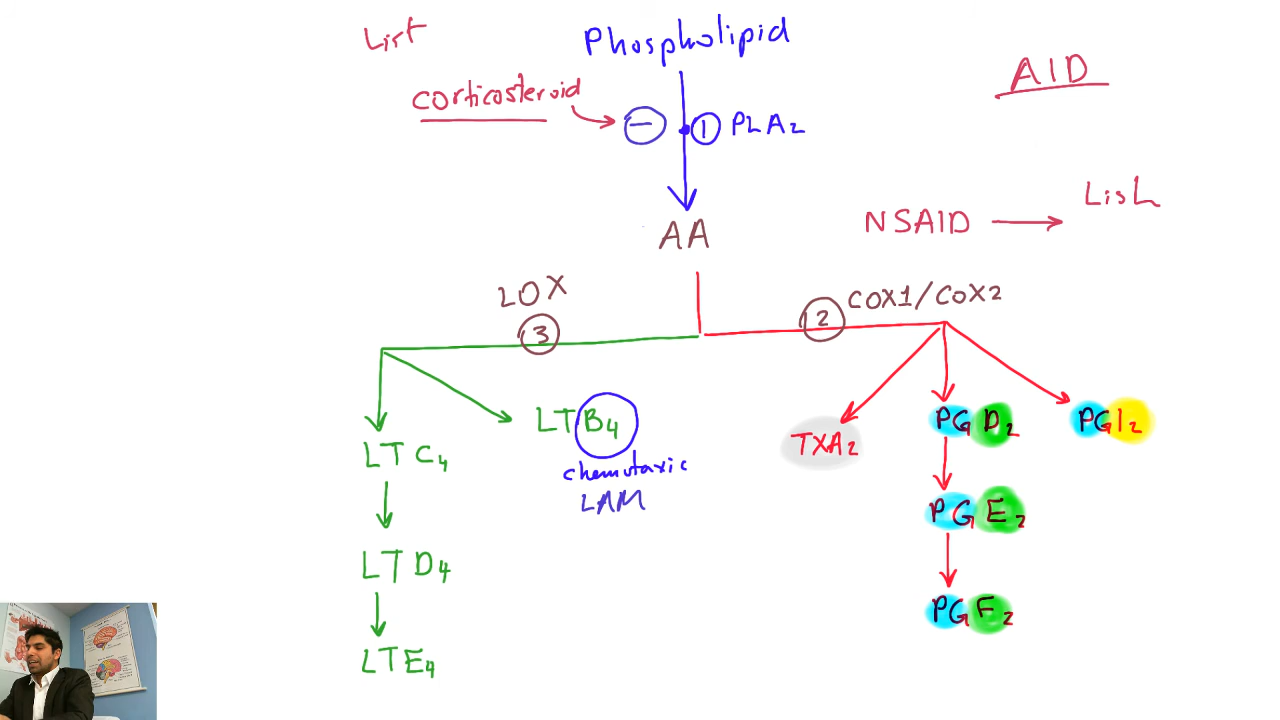 List
Phospholipid
AID
corticosteroid
−
1 PLA2
List
AA
NSAID
LOX
COX1/COX2
3
2
LTB4
TXA2
PGD2
PGI2
LTC4
chemotaxic
LAM
PGE2
LTD4
PGF2
LTE4